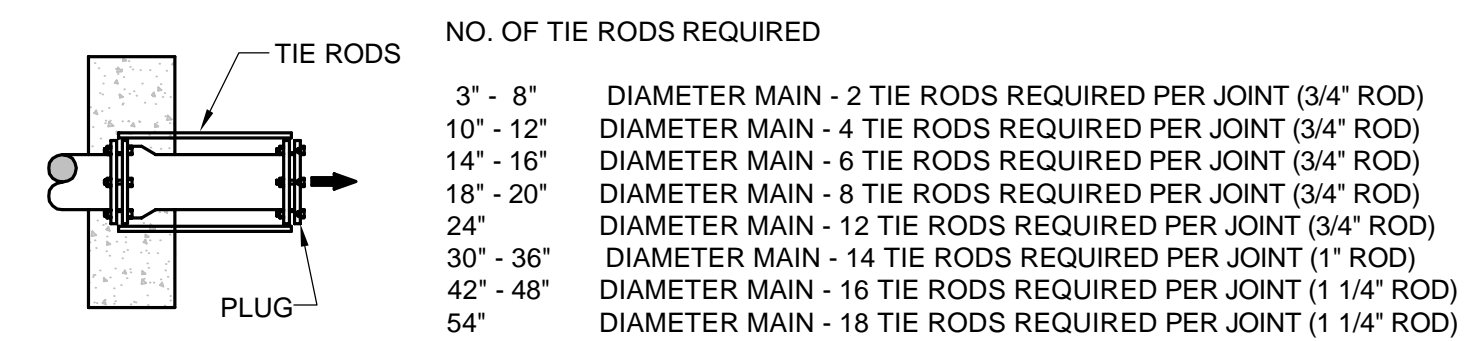 NO. OF TIE RODS REQUIRED
TIE RODS
3" - 8" DIAMETER MAIN - 2 TIE RODS REQUIRED PER JOINT (3/4" ROD)
10" - 12" DIAMETER MAIN - 4 TIE RODS REQUIRED PER JOINT (3/4" ROD)
14" - 16" DIAMETER MAIN - 6 TIE RODS REQUIRED PER JOINT (3/4" ROD)
18" - 20" DIAMETER MAIN - 8 TIE RODS REQUIRED PER JOINT (3/4" ROD)
24" DIAMETER MAIN - 12 TIE RODS REQUIRED PER JOINT (3/4" ROD)
30" - 36" DIAMETER MAIN - 14 TIE RODS REQUIRED PER JOINT (1" ROD)
42" - 48" DIAMETER MAIN - 16 TIE RODS REQUIRED PER JOINT (1 1/4" ROD)
54" DIAMETER MAIN - 18 TIE RODS REQUIRED PER JOINT (1 1/4" ROD)
PLUG